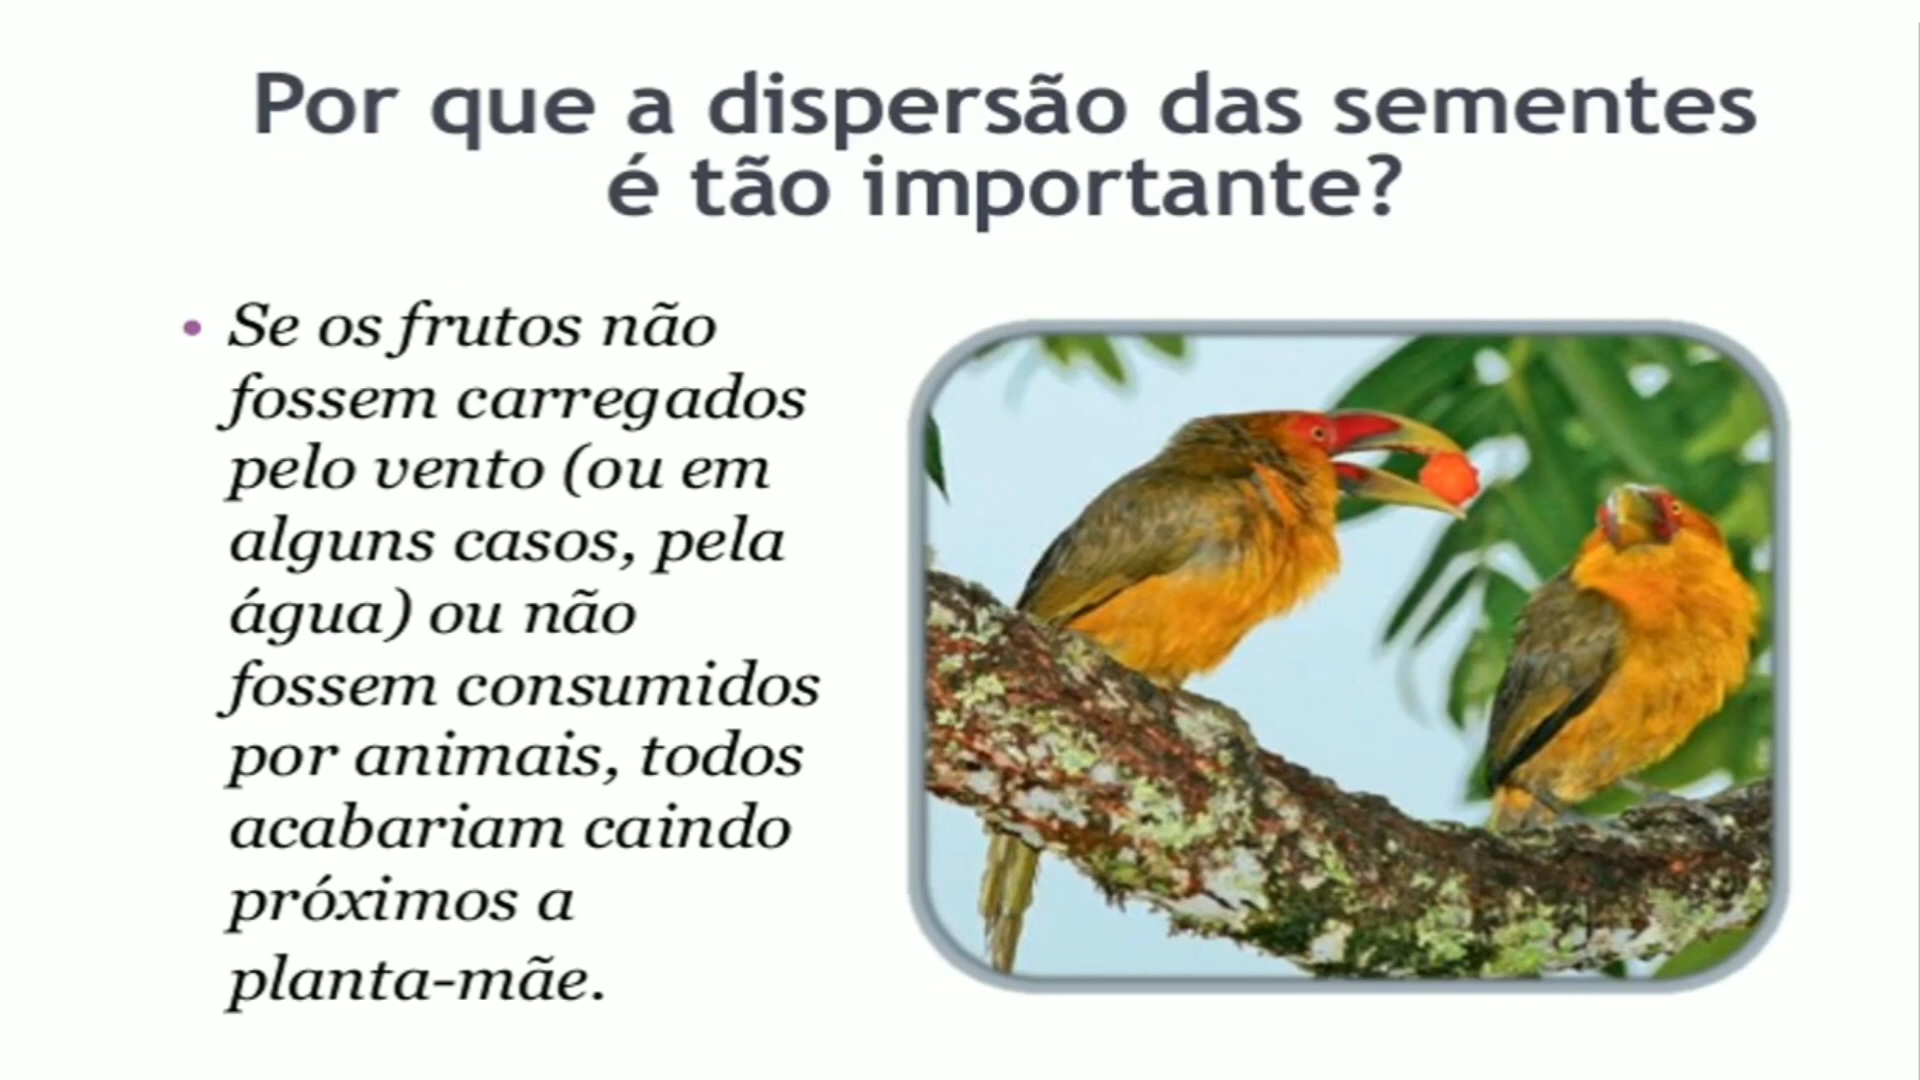 Por que a dispersão das sementes
é tão importante?
• Se os frutos não
fossem carregados
pelo vento (ou em
alguns casos, pela
água) ou não
fossem consumidos
por animais, todos
acabariam caindo
próximos a
planta-mãe.